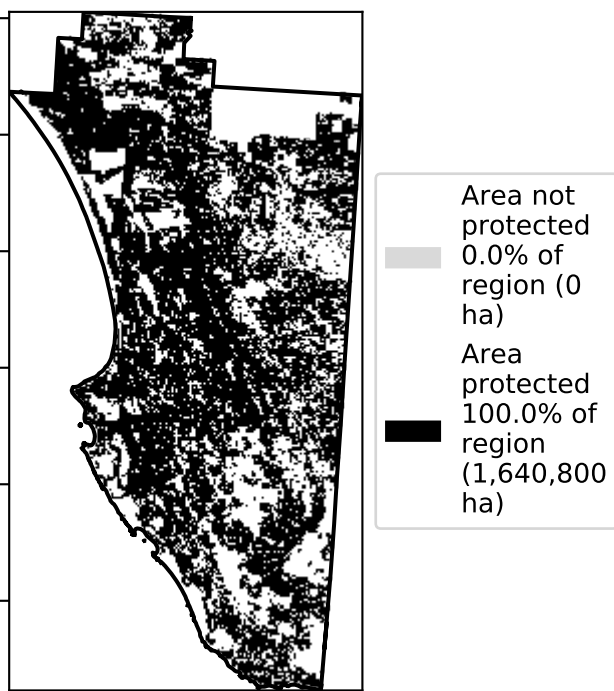 Area not
protected
0.0% of
region (0
ha)
Area
protected
100.0% of
region
(1,640,800
ha)